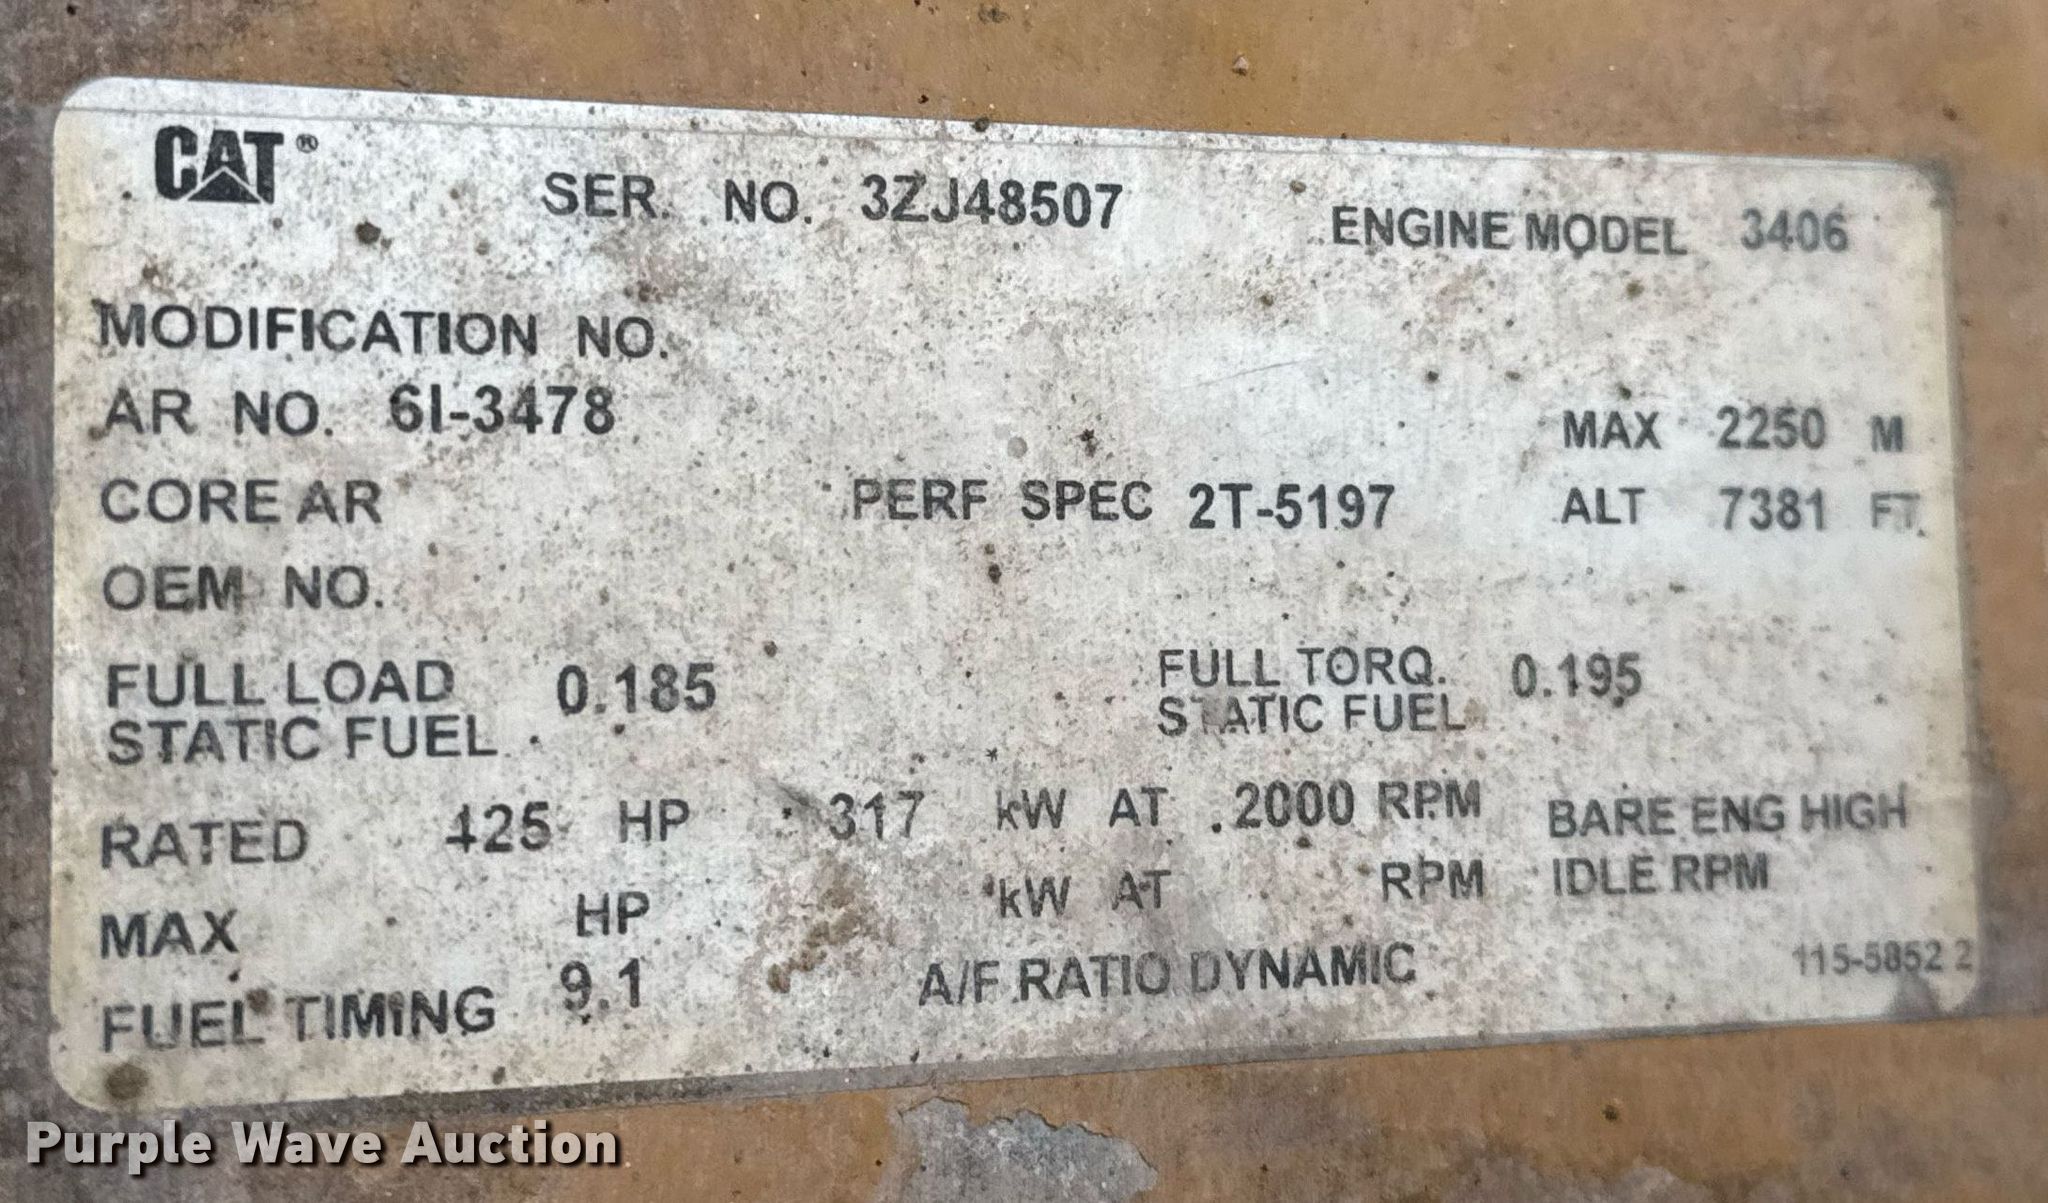 CAT®
SER. NO. 3ZJ48507
ENGINE MODEL 3406
MODIFICATION NO.
AR NO. 6I-3478
MAX 2250 M
CORE AR
PERF SPEC 2T-5197
ALT 7381 FT.
OEM NO.
FULL LOAD STATIC FUEL 0.185
FULL TORQ. STATIC FUEL 0.195
RATED 425 HP 317 kW AT 2000 RPM
BARE ENG HIGH IDLE RPM
MAX HP kW AT RPM
FUEL TIMING 9.1
A/F RATIO DYNAMIC
115-5852 2
Purple Wave Auction